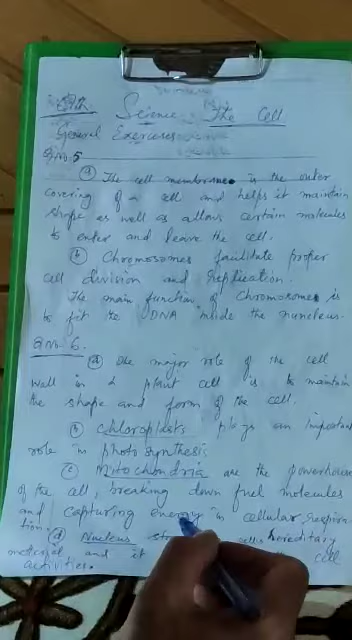 Science The Cell
General Exercises
Q.No.5
(a) The cell membrane is the outer
covering of a cell and helps it maintain
shape as well as allows certain molecules
to enter and leave the cell.
(b) Chromosomes facilitate proper
cell division and replication.
The main function of Chromosome is
to fit the DNA inside the nucleus.
Q.No.6.
(a) The major role of the cell
wall in a plant cell is to maintain
the shape and form of the cell.
(b) Chloroplasts play an important
role in photosynthesis
(c) Mitochondria are the powerhouse
of the cell, breaking down fuel molecules
and capturing energy in cellular respira
tion.
(d) Nucleus cells hereditary
material and it cell
activities.